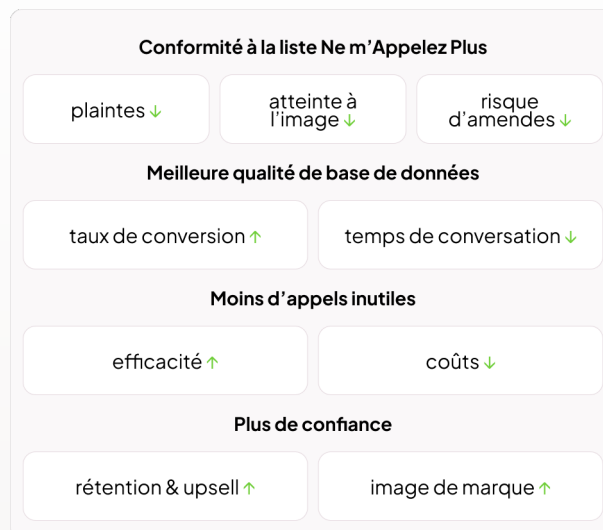 Conformité à la liste Ne m’Appelez Plus
plaintes ↓
atteinte à
l’image ↓
risque
d’amendes ↓
Meilleure qualité de base de données
taux de conversion ↑
temps de conversation ↓
Moins d’appels inutiles
efficacité ↑
coûts ↓
Plus de confiance
rétention & upsell ↑
image de marque ↑